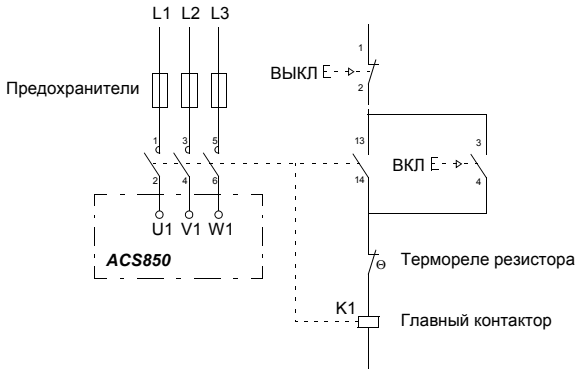 L1 L2 L3
1
ВЫКЛ
2
Предохранители
1 3 5
13
3
ВКЛ
2 4 6
14
4
U1 V1 W1
ACS850
Θ
Термореле резистора
K1
Главный контактор